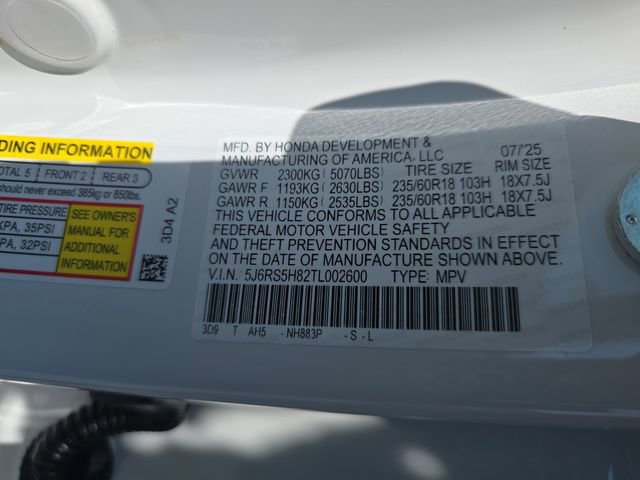 DING INFORMATION
OTAL 5 FRONT 2 REAR 3
should never exceed 385kg or 850lbs.
TIRE PRESSURE
KPA, 35PSI
KPA, 32PSI
SEE OWNER'S
MANUAL FOR
ADDITIONAL
INFORMATION
3D4 A2
MFD. BY HONDA DEVELOPMENT & 07/'25
MANUFACTURING OF AMERICA, LLC
GVWR 2300KG (5070LBS) TIRE SIZE RIM SIZE
GAWR F 1193KG (2630LBS) 235/60R18 103H 18X7.5J
GAWR R 1150KG (2535LBS) 235/60R18 103H 18X7.5J
THIS VEHICLE CONFORMS TO ALL APPLICABLE
FEDERAL MOTOR VEHICLE SAFETY
AND THEFT PREVENTION STANDARDS IN EFFECT
ON THE DATE OF MANUFACTURE SHOWN ABOVE.
V.I.N.: 5J6RS5H82TL002600 TYPE: MPV
3D9 T AH5 -NH883P -S-L